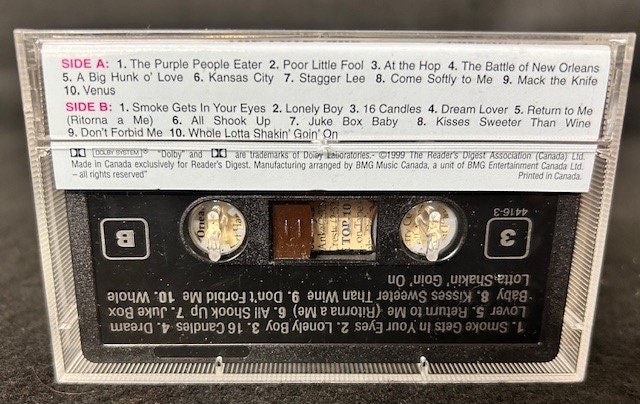 SIDE A: 1. The Purple People Eater 2. Poor Little Fool 3. At the Hop 4. The Battle of New Orleans
5. A Big Hunk o' Love 6. Kansas City 7. Stagger Lee 8. Come Softly to Me 9. Mack the Knife
10. Venus
SIDE B: 1. Smoke Gets In Your Eyes 2. Lonely Boy 3. 16 Candles 4. Dream Lover 5. Return to Me
(Ritorna a Me) 6. All Shook Up 7. Juke Box Baby 8. Kisses Sweeter Than Wine
9. Don't Forbid Me 10. Whole Lotta Shakin' Goin' On
DOLBY SYSTEM ® "Dolby" and are trademarks of Dolby Laboratories.- ©1999 The Reader's Digest Association (Canada) Ltd.
Made in Canada exclusively for Reader's Digest. Manufacturing arranged by BMG Music Canada, a unit of BMG Entertainment Canada Ltd.
– all rights reserved" Printed in Canada.
B
TOP 10
3
4416-3
1. Smoke Gets In Your Eyes 2. Lonely Boy 3. 16 Candles 4. Dream
Lover 5. Return to Me (Ritorna a Me) 6. All Shook Up 7. Juke Box
Baby 8. Kisses Sweeter Than Wine 9. Don't Forbid Me 10. Whole
Lotta Shakin' Goin' On